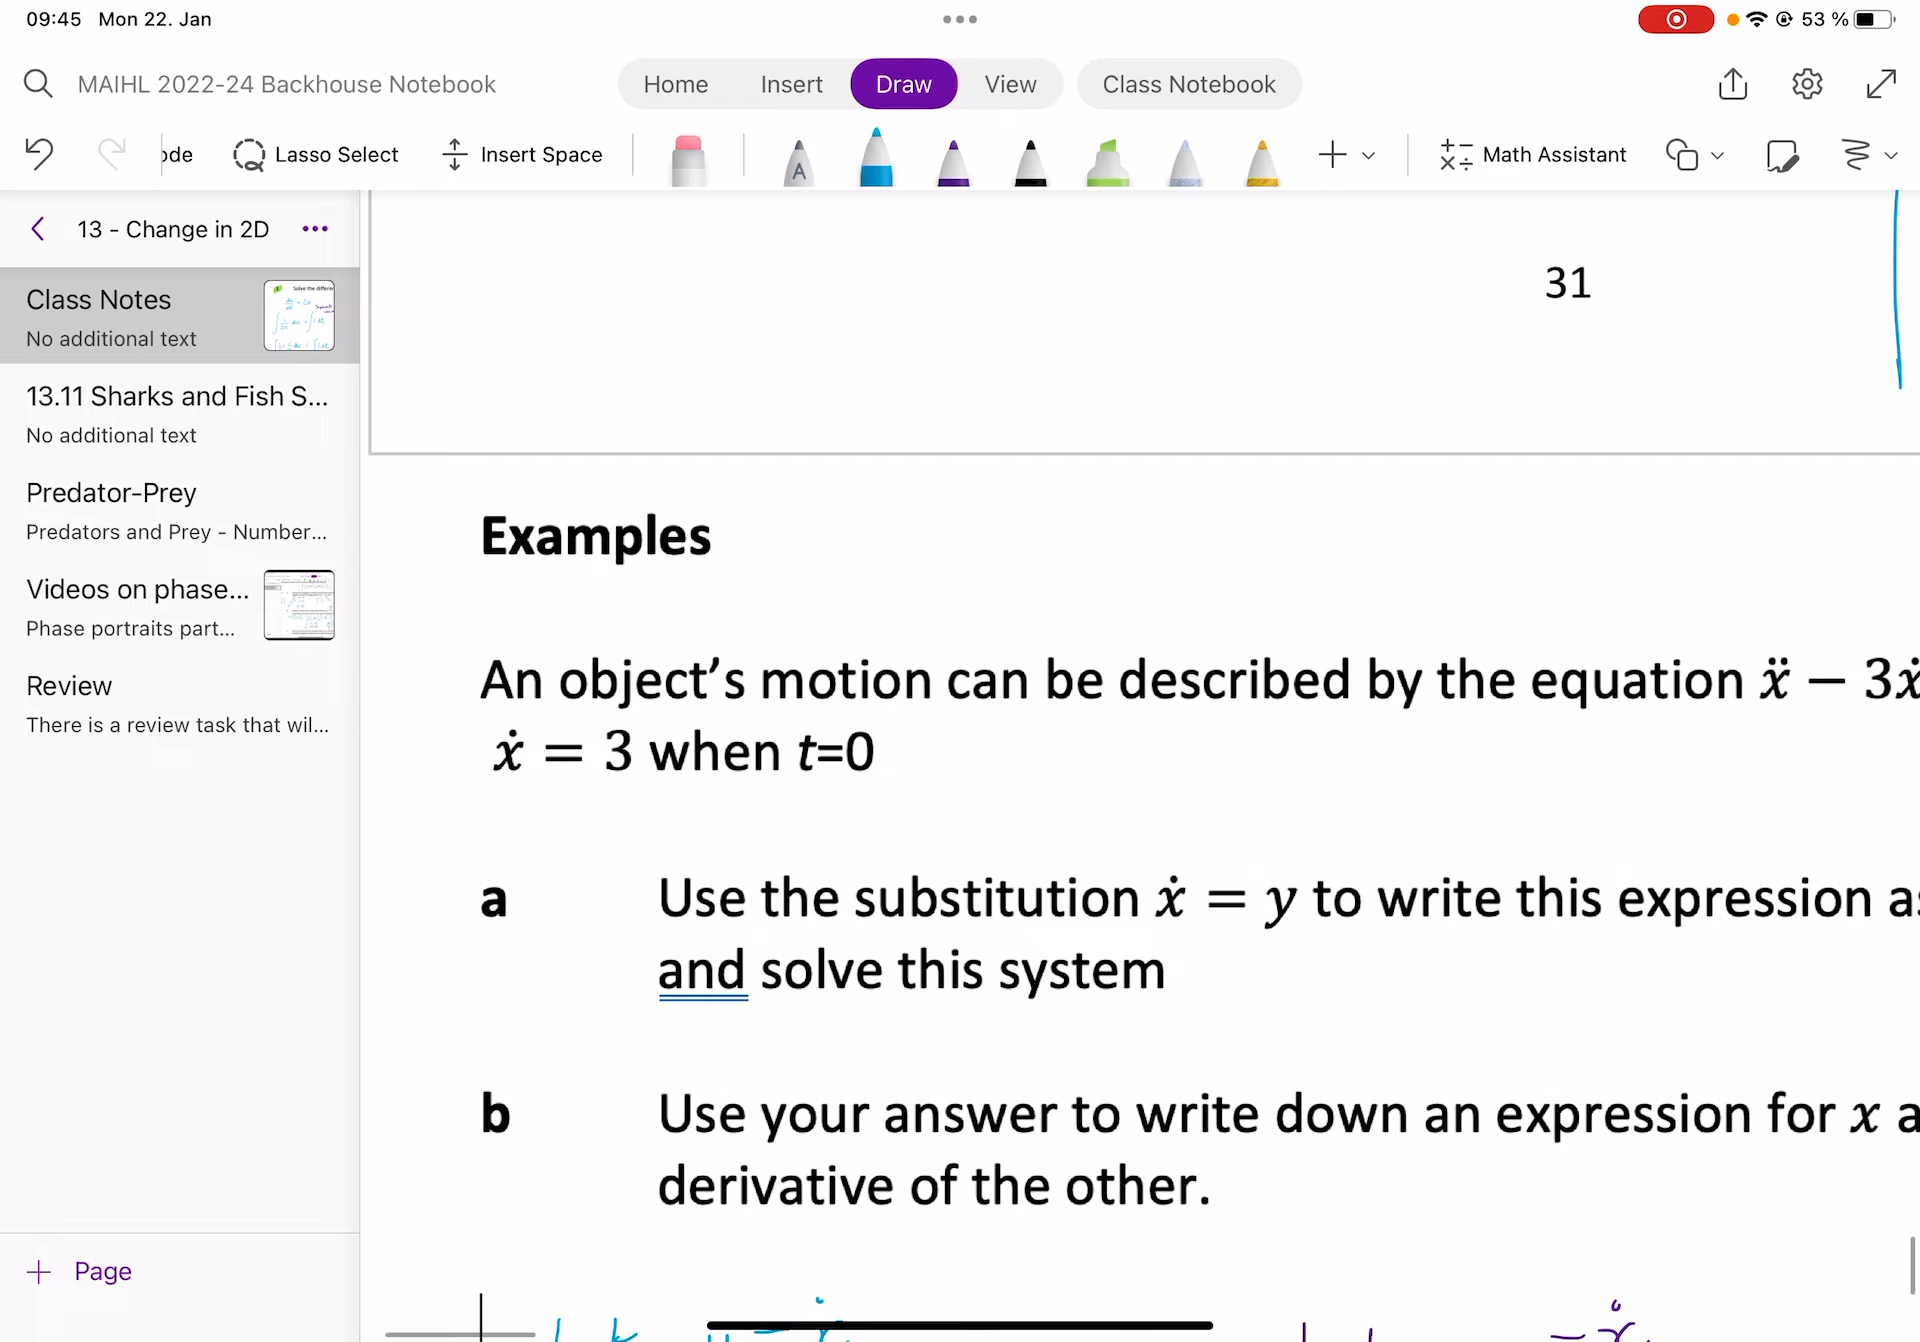 09:45 Mon 22. Jan
53 %
MAIHL 2022-24 Backhouse Notebook
Home
Insert
Draw
View
Class Notebook
Lasso Select
Insert Space
A
Math Assistant
13 - Change in 2D
Class Notes
No additional text
13.11 Sharks and Fish S...
No additional text
Predator-Prey
Predators and Prey - Number...
Videos on phase...
Phase portraits part...
Review
There is a review task that wil...
Page
31
Examples
An object’s motion can be described by the equation ẍ − 3ẋ
ẋ = 3 when t=0
a Use the substitution ẋ = y to write this expression as
and solve this system
b Use your answer to write down an expression for x a
derivative of the other.